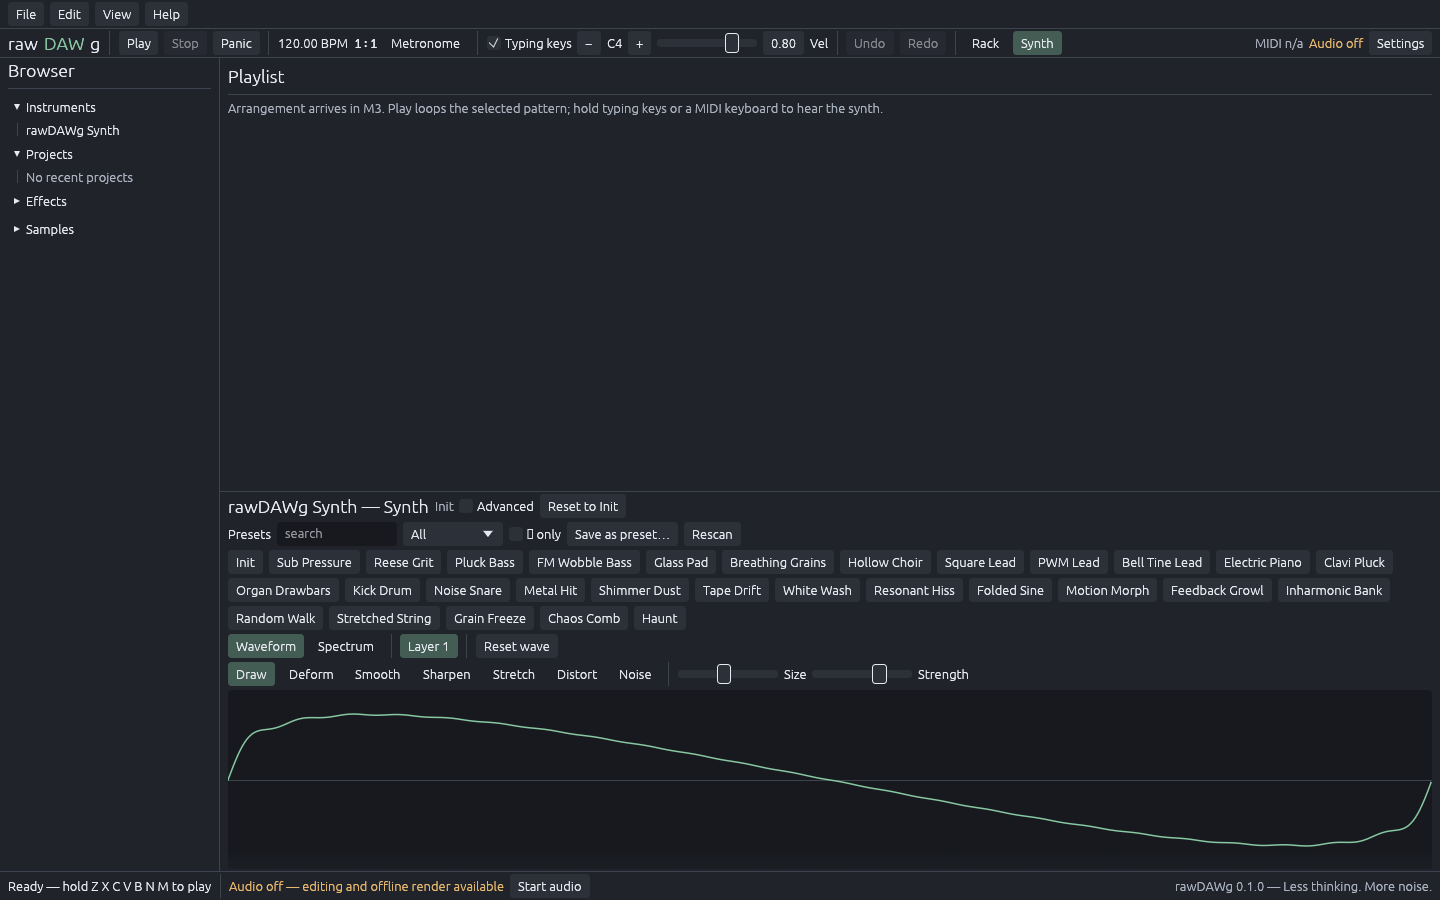 File Edit View Help
raw DAW g Play Stop Panic 120.00 BPM 1:1 Metronome Typing keys – C4 + 0.80 Vel Undo Redo Rack Synth MIDI n/a Audio off Settings
Browser
Instruments
rawDAWg Synth
Projects
No recent projects
Effects
Samples
Playlist
Arrangement arrives in M3. Play loops the selected pattern; hold typing keys or a MIDI keyboard to hear the synth.
rawDAWg Synth — Synth Init Advanced Reset to Init
Presets search All only Save as preset... Rescan
Init Sub Pressure Reese Grit Pluck Bass FM Wobble Bass Glass Pad Breathing Grains Hollow Choir Square Lead PWM Lead Bell Tine Lead Electric Piano Clavi Pluck
Organ Drawbars Kick Drum Noise Snare Metal Hit Shimmer Dust Tape Drift White Wash Resonant Hiss Folded Sine Motion Morph Feedback Growl Inharmonic Bank
Random Walk Stretched String Grain Freeze Chaos Comb Haunt
Waveform Spectrum Layer 1 Reset wave
Draw Deform Smooth Sharpen Stretch Distort Noise Size Strength
Ready — hold Z X C V B N M to play Audio off — editing and offline render available Start audio rawDAWg 0.1.0 — Less thinking. More noise.